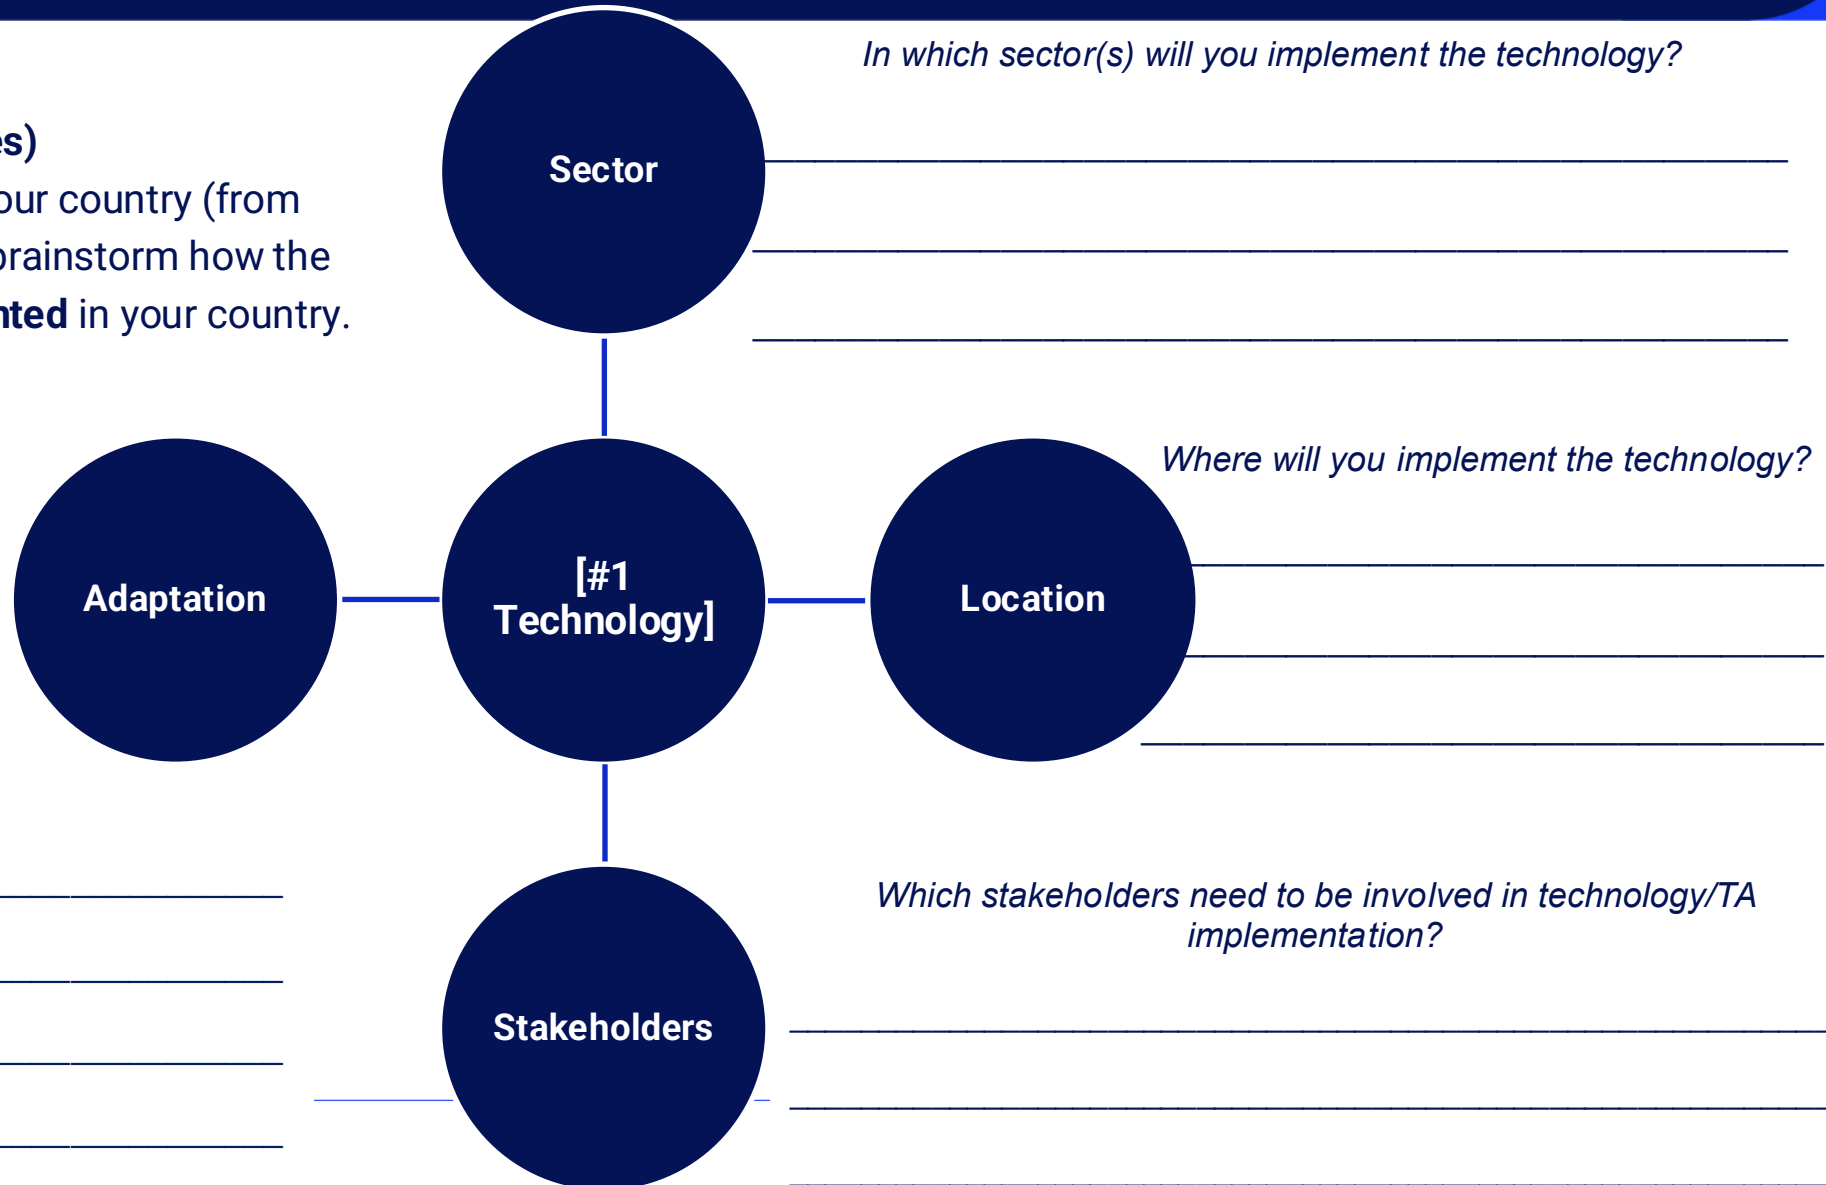 In which sector(s) will you implement the technology?
es)
our country (from
brainstorm how the
nted in your country.
Sector
Where will you implement the technology?
Adaptation
[#1
Technology]
Location
Which stakeholders need to be involved in technology/TA
implementation?
Stakeholders